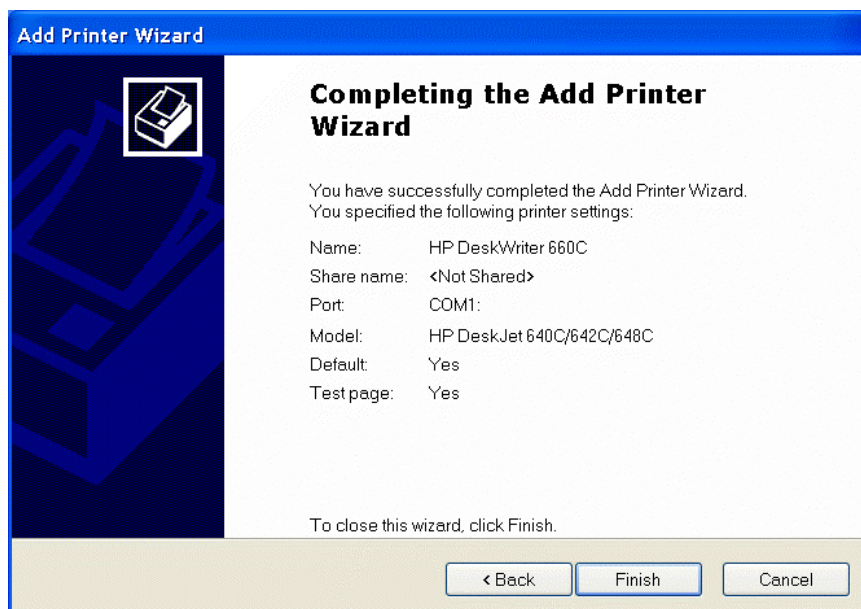 Add Printer Wizard
Completing the Add Printer
Wizard
You have successfully completed the Add Printer Wizard.
You specified the following printer settings:
Name: HP DeskWriter 660C
Share name: <Not Shared>
Port: COM1:
Model: HP DeskJet 640C/642C/648C
Default: Yes
Test page: Yes
To close this wizard, click Finish.
< Back Finish Cancel